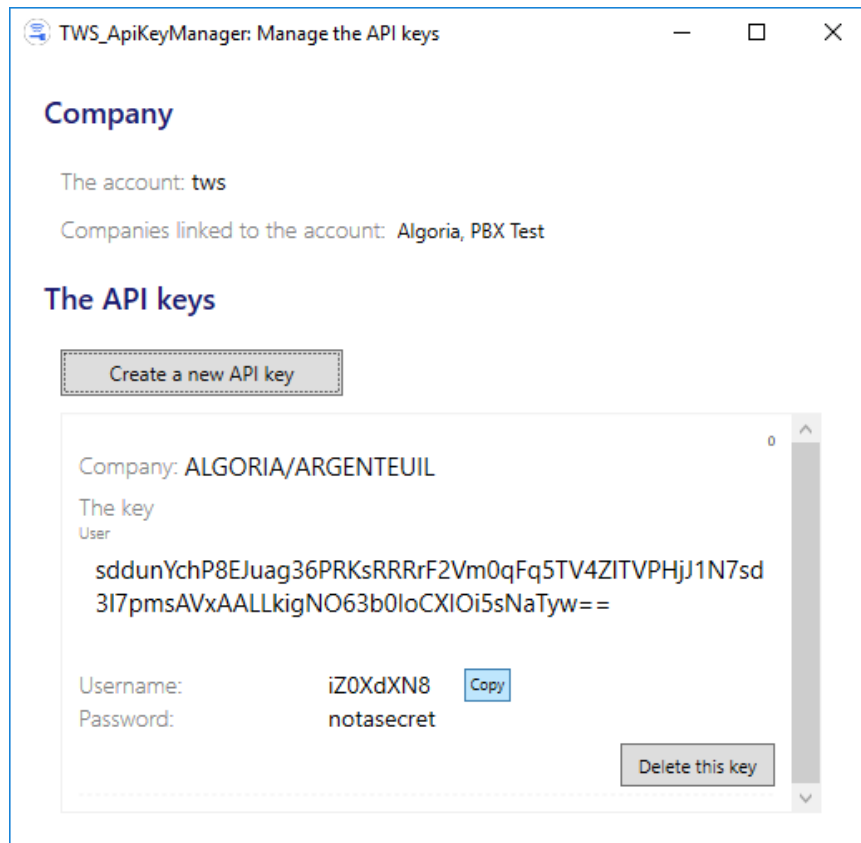 TWS_ApiKeyManager: Manage the API keys
Company
The account: tws
Companies linked to the account: Algoria, PBX Test
The API keys
Create a new API key
0
Company: ALGORIA/ARGENTEUIL
The key
User
sddunYchP8EJuag36PRKsRRRrF2Vm0qFq5TV4ZITVPHjJ1N7sd
3I7pmsAVxAALLkigNO63b0IoCXIOi5sNaTyw==
Username: iZ0XdXN8 Copy
Password: notasecret
Delete this key